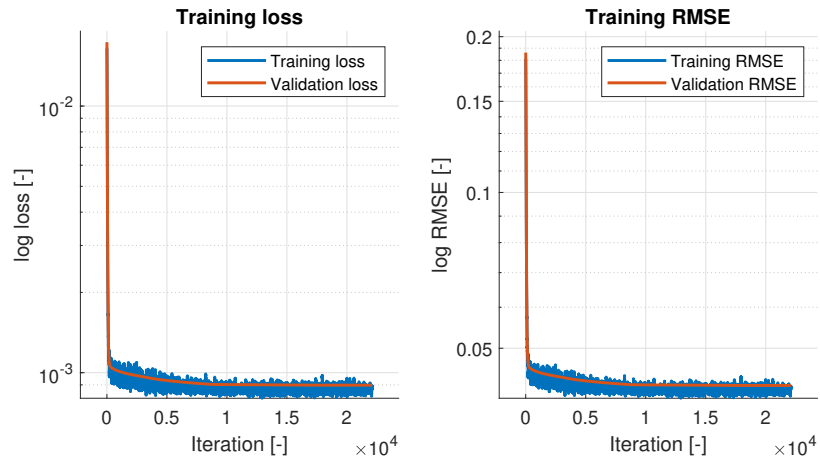 Training loss
Training loss
Validation loss
10^-2
10^-3
log loss [-]
0
0.5
1
1.5
2
×10^4
Iteration [-]
Training RMSE
Training RMSE
Validation RMSE
0.2
0.15
0.1
0.05
log RMSE [-]
0
0.5
1
1.5
2
×10^4
Iteration [-]